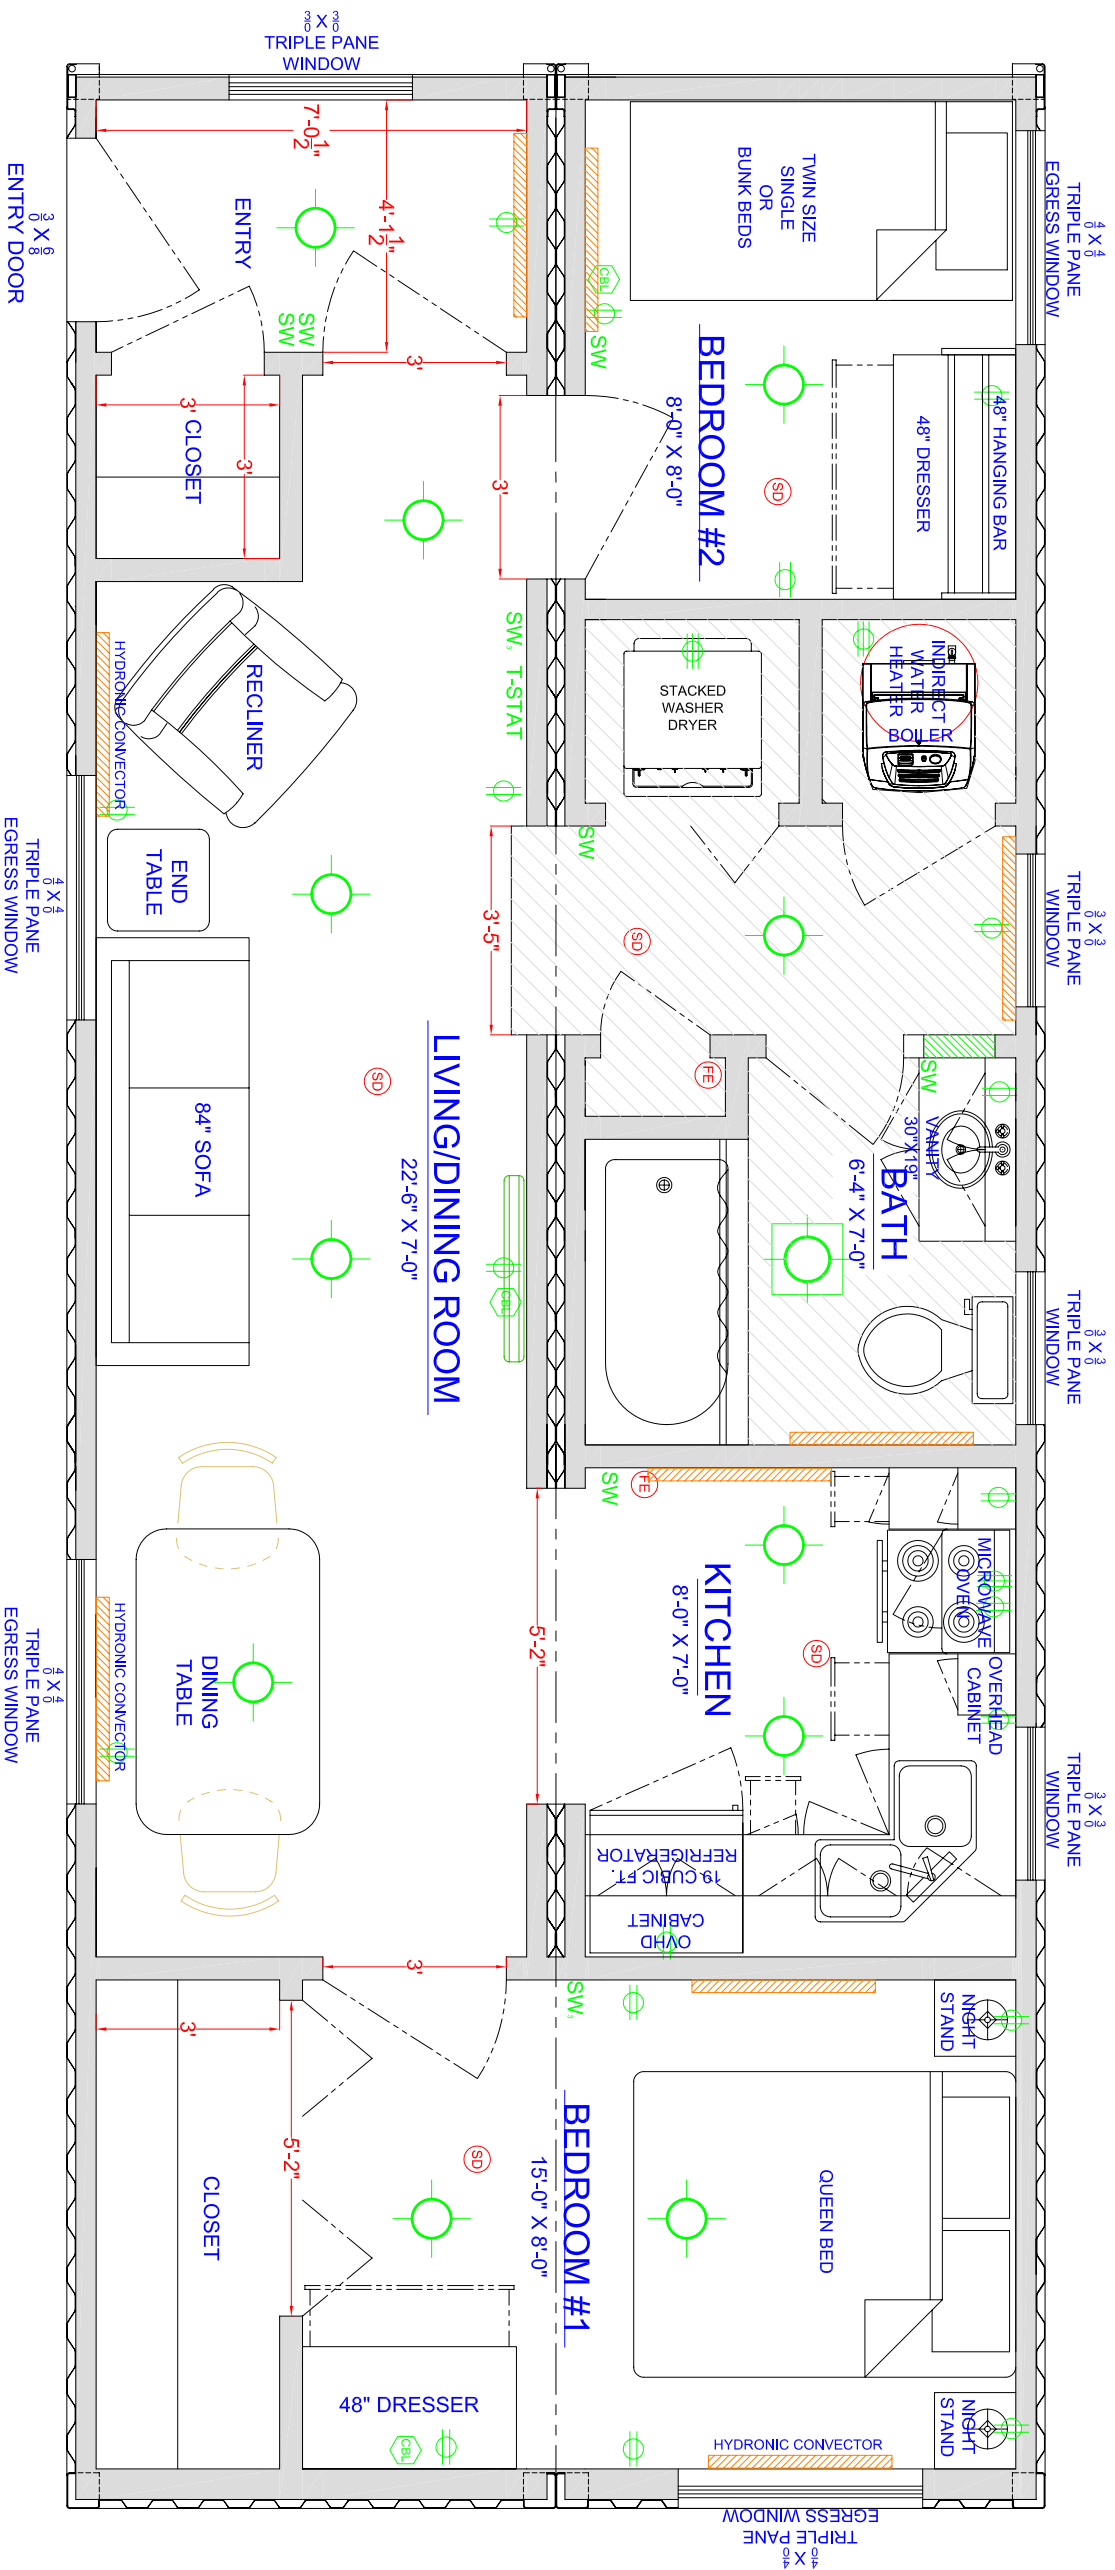 3/0 X 3/0
TRIPLE PANE
WINDOW
7'-0 1/2"
4'-1 1/2"
ENTRY
3/0 X 6/8
ENTRY DOOR
SW
SW
3'
3'
3'
CLOSET
3'
TWIN SIZE
SINGLE
OR
BUNK BEDS
4/0 X 4/0
TRIPLE PANE
EGRESS WINDOW
CBL
SW
BEDROOM #2
8'-0" X 8'-0"
SD
48" HANGING BAR
48" DRESSER
SW3
T-STAT
RECLINER
HYDRONIC CONVECTOR
STACKED
WASHER
DRYER
INDIRECT
WATER
HEATER
BOILER
SW
END
TABLE
4/0 X 4/0
TRIPLE PANE
EGRESS WINDOW
3'-5"
SD
3/0 X 3/0
TRIPLE PANE
WINDOW
84" SOFA
SD
LIVING/DINING ROOM
22'-6" X 7'-0"
CBL
FE
SW
VANITY
30"X19"
BATH
6'-4" X 7'-0"
3/0 X 3/0
TRIPLE PANE
WINDOW
SW
FE
5'-2"
KITCHEN
8'-0" X 7'-0"
SD
MICROWAVE
OVEN
OVERHEAD
CABINET
3/0 X 3/0
TRIPLE PANE
WINDOW
DINING
TABLE
HYDRONIC CONVECTOR
4/0 X 4/0
TRIPLE PANE
EGRESS WINDOW
19 CUBIC FT.
REFRIGERATOR
OVHD
CABINET
3'
SW3
NIGHT
STAND
3'
5'-2"
CLOSET
SD
BEDROOM #1
15'-0" X 8'-0"
QUEEN BED
48" DRESSER
CBL
NIGHT
STAND
HYDRONIC CONVECTOR
4/0 X 4/0
TRIPLE PANE
EGRESS WINDOW